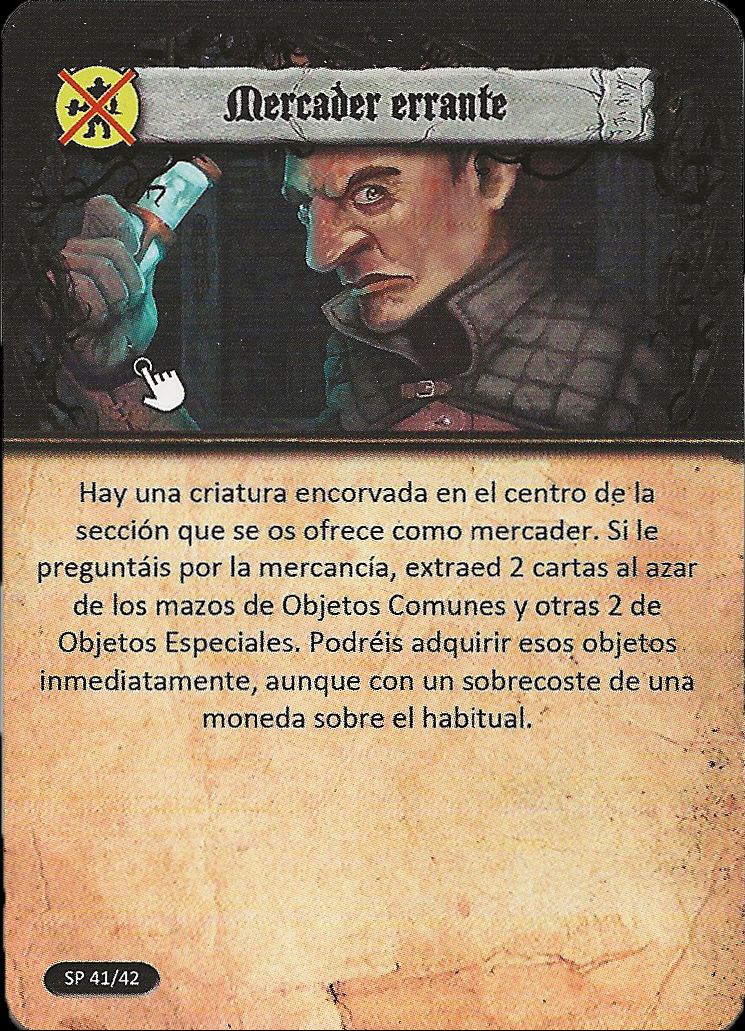 Mercader errante
Hay una criatura encorvada en el centro de la
sección que se os ofrece como mercader. Si le
preguntáis por la mercancía, extraed 2 cartas al azar
de los mazos de Objetos Comunes y otras 2 de
Objetos Especiales. Podréis adquirir esos objetos
inmediatamente, aunque con un sobrecoste de una
moneda sobre el habitual.
SP 41/42